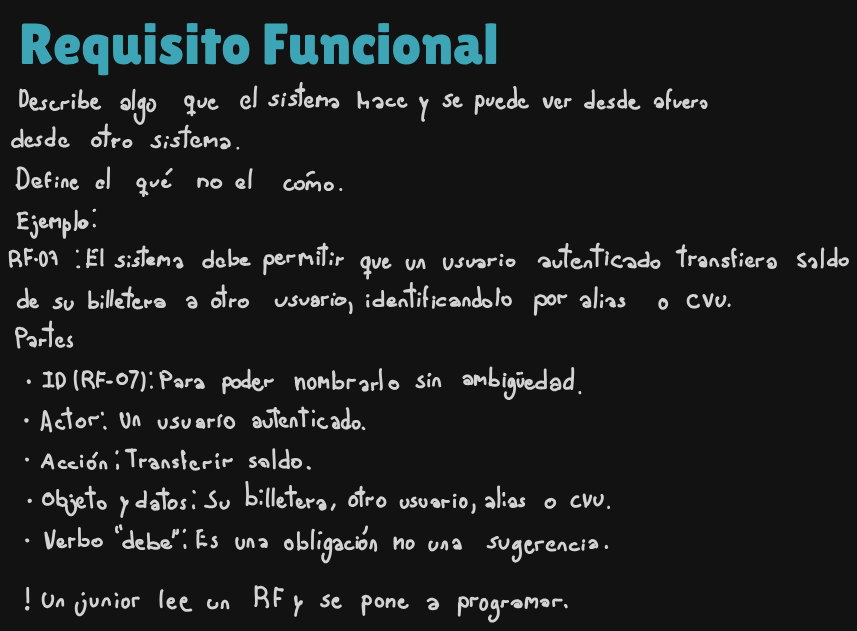 Requisito Funcional
Describe algo que el sistema hace y se puede ver desde afuera
desde otro sistema.
Define el qué no el cómo.
Ejemplo:
RF-07 : El sistema debe permitir que un usuario autenticado transfiera saldo
de su billetera a otro usuario, identificandolo por alias o CVU.
Partes
· ID (RF-07): Para poder nombrarlo sin ambigüedad.
· Actor: Un usuario autenticado.
· Acción: Transferir saldo.
· Objeto y datos: Su billetera, otro usuario, alias o CVU.
· Verbo "debe": Es una obligación no una sugerencia.
! Un junior lee un RF y se pone a programar.